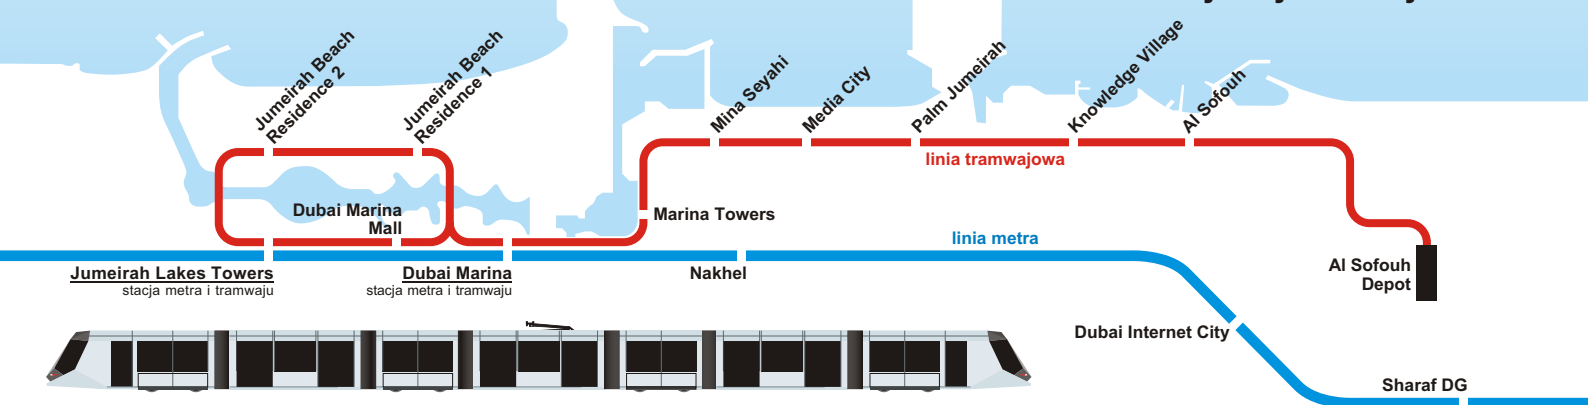 Jumeirah Beach
Residence 2
Jumeirah Beach
Residence 1
Mina Seyahi
Media City
Palm Jumeirah
Knowledge Village
Al Sofouh
linia tramwajowa
Dubai Marina
Mall
Marina Towers
linia metra
Jumeirah Lakes Towers
stacja metra i tramwaju
Dubai Marina
stacja metra i tramwaju
Nakhel
Al Sofouh
Depot
Dubai Internet City
Sharaf DG